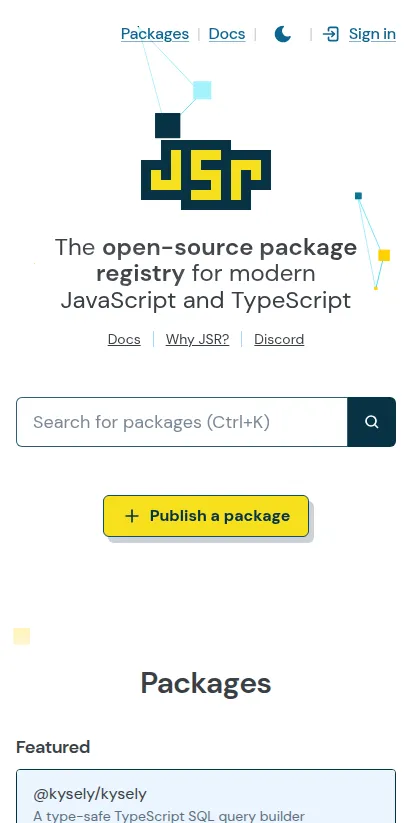 Packages | Docs | | Sign in
JSR
The open-source package
registry for modern
JavaScript and TypeScript
Docs
Why JSR?
Discord
Search for packages (Ctrl+K)
Publish a package
Packages
Featured
@kysely/kysely
A type-safe TypeScript SQL query builder